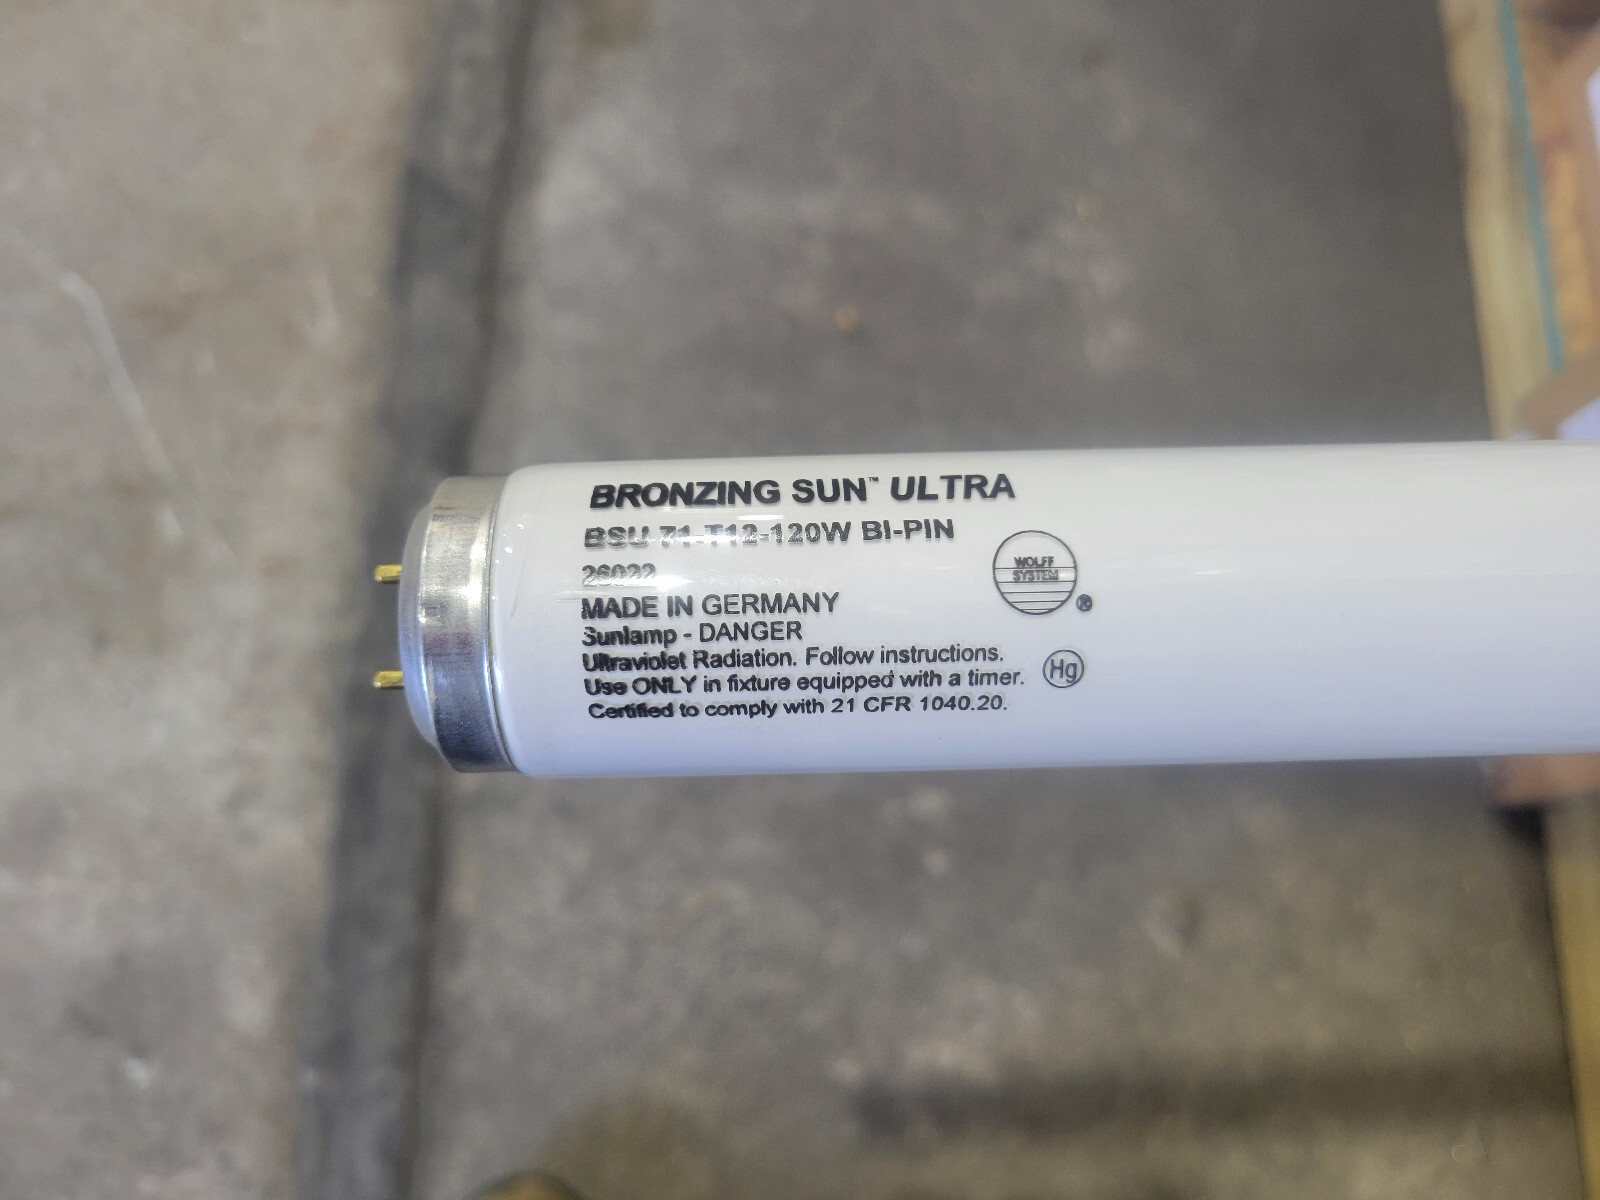 BRONZING SUN™ ULTRA
BSU 71-T12-120W BI-PIN
26022
MADE IN GERMANY
Sunlamp - DANGER
Ultraviolet Radiation. Follow instructions.
Use ONLY in fixture equipped with a timer.
Certified to comply with 21 CFR 1040.20.
WOLFF
SYSTEM
®
Hg